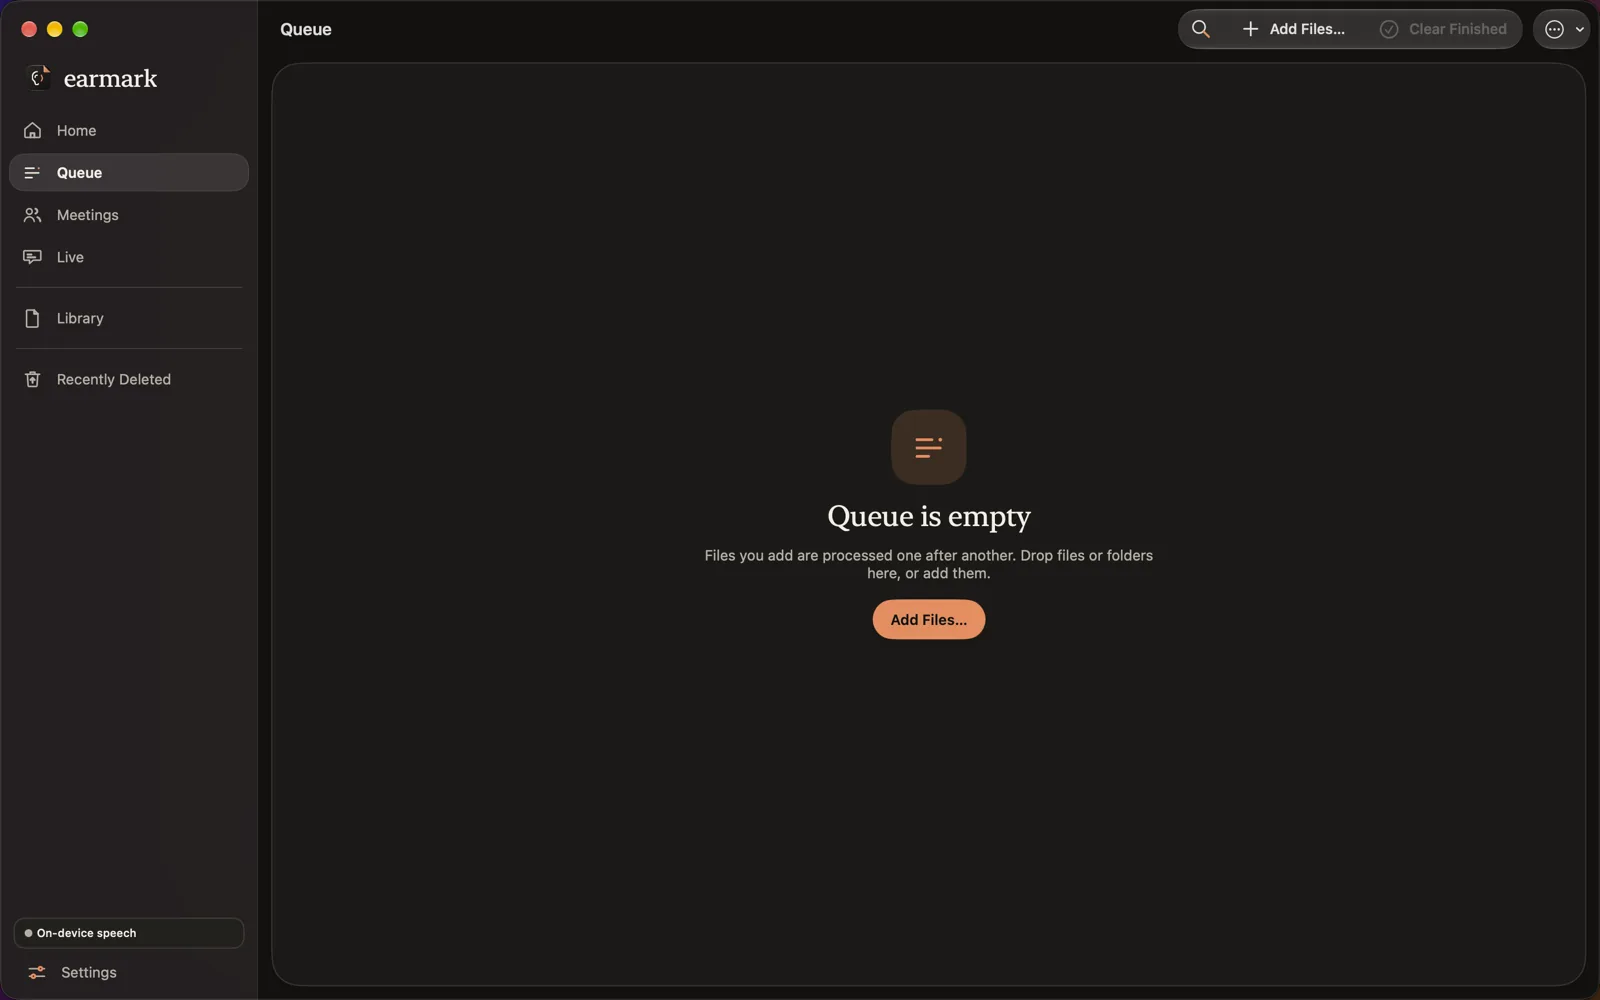 Queue
Add Files...
Clear Finished
earmark
Home
Queue
Meetings
Live
Library
Recently Deleted
Queue is empty
Files you add are processed one after another. Drop files or folders
here, or add them.
Add Files...
On-device speech
Settings